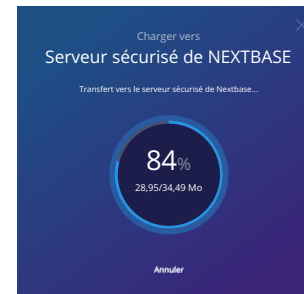 Charger vers
Serveur sécurisé de NEXTBASE
Transfert vers le serveur sécurisé de Nextbase...
84%
28,95/34,49 Mo
Annuler